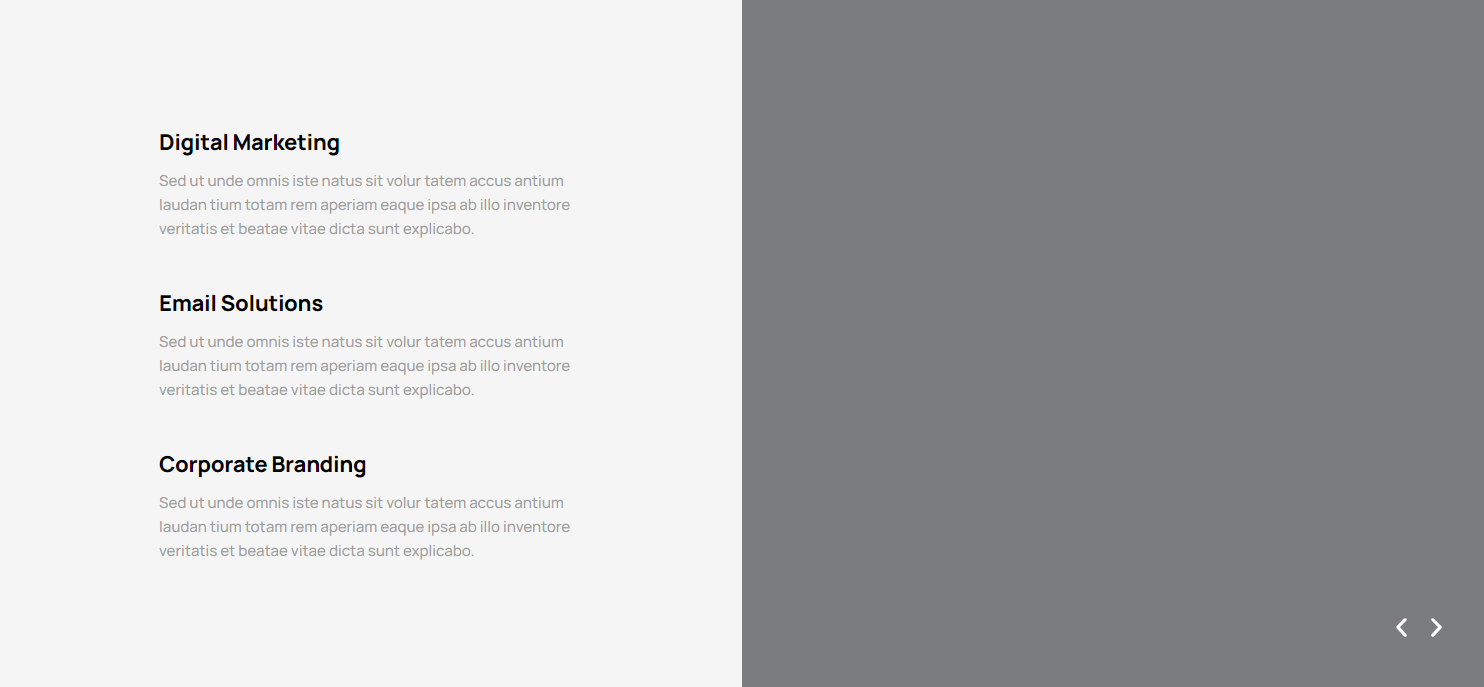 Digital Marketing
Sed ut unde omnis iste natus sit volur tatem accus antium
laudan tium totam rem aperiam eaque ipsa ab illo inventore
veritatis et beatae vitae dicta sunt explicabo.
Email Solutions
Sed ut unde omnis iste natus sit volur tatem accus antium
laudan tium totam rem aperiam eaque ipsa ab illo inventore
veritatis et beatae vitae dicta sunt explicabo.
Corporate Branding
Sed ut unde omnis iste natus sit volur tatem accus antium
laudan tium totam rem aperiam eaque ipsa ab illo inventore
veritatis et beatae vitae dicta sunt explicabo.